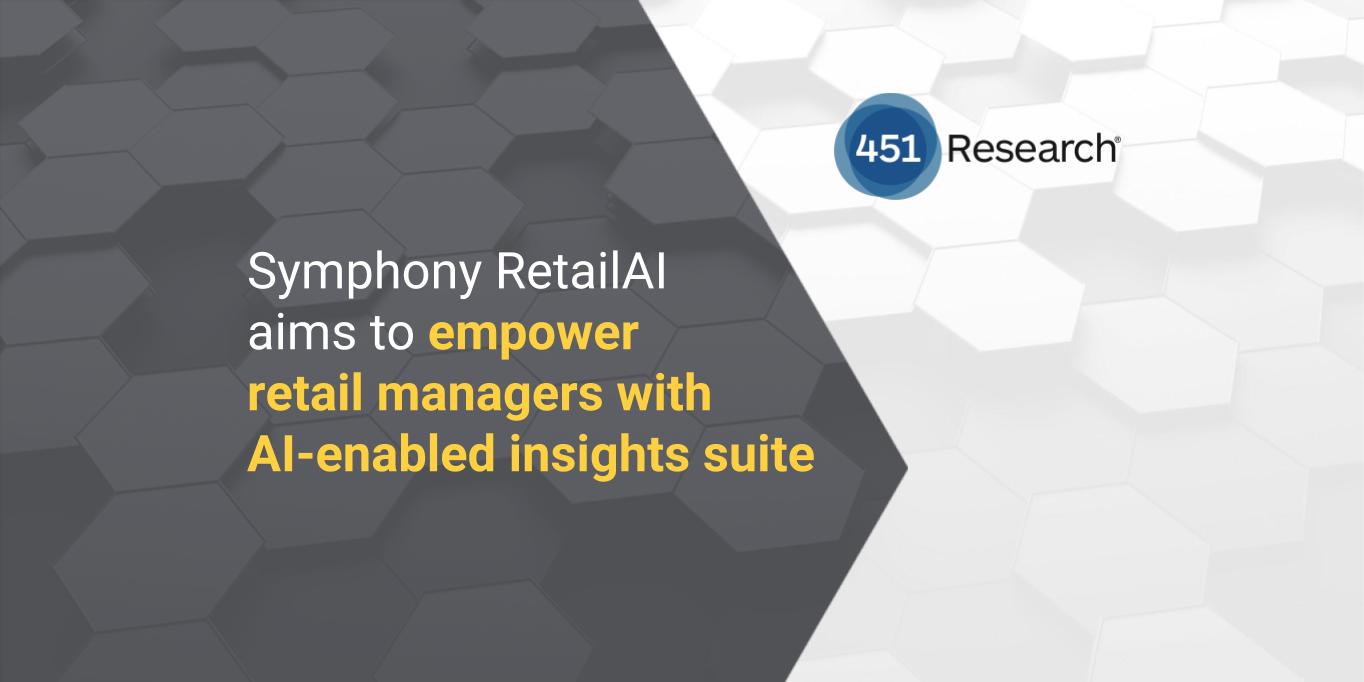 451 Research®
Symphony RetailAI
aims to empower
retail managers with
AI-enabled insights suite